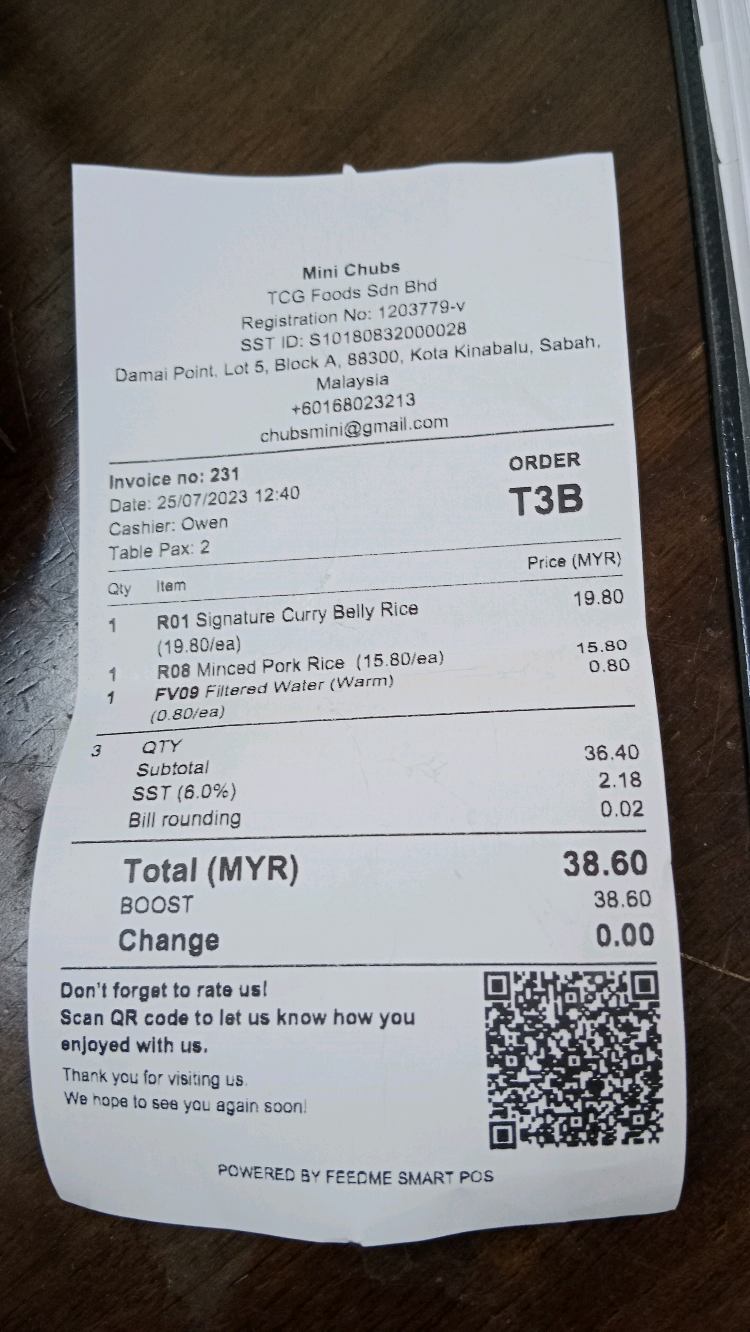 Mini Chubs
TCG Foods Sdn Bhd
Registration No: 1203779-v
SST ID: S10180832000028
Damai Point, Lot 5, Block A, 88300, Kota Kinabalu, Sabah,
Malaysia
+60168023213
chubsmini@gmail.com
Invoice no: 231
Date: 25/07/2023 12:40
Cashier: Owen
Table Pax: 2
ORDER
T3B
Qty Item Price (MYR)
1 R01 Signature Curry Belly Rice 19.80
(19.80/ea)
1 R08 Minced Pork Rice (15.80/ea) 15.80
1 FV09 Filtered Water (Warm) 0.80
(0.80/ea)
3 QTY
Subtotal 36.40
SST (6.0%) 2.18
Bill rounding 0.02
Total (MYR) 38.60
BOOST 38.60
Change 0.00
Don't forget to rate us!
Scan QR code to let us know how you
enjoyed with us.
Thank you for visiting us.
We hope to see you again soon!
POWERED BY FEEDME SMART POS